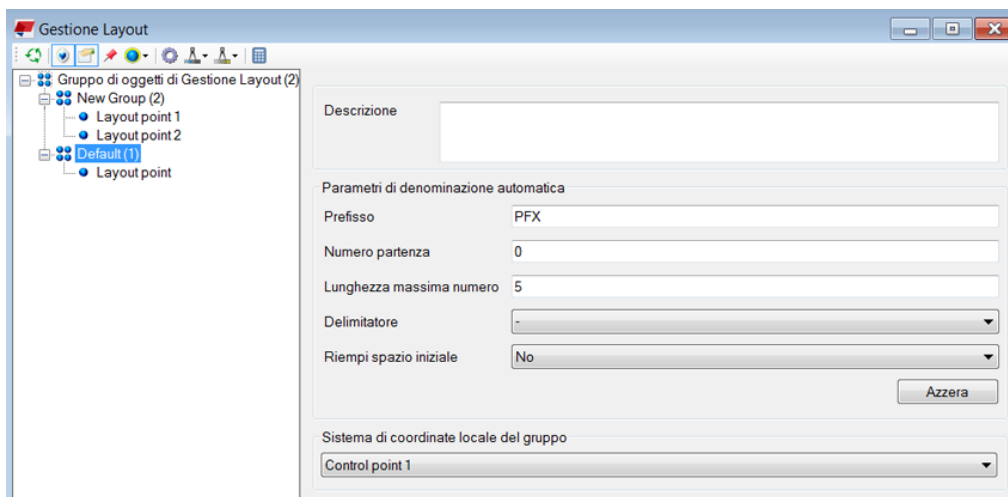 Gestione Layout
Gruppo di oggetti di Gestione Layout (2)
New Group (2)
Layout point 1
Layout point 2
Default (1)
Layout point
Descrizione
Parametri di denominazione automatica
Prefisso PFX
Numero partenza 0
Lunghezza massima numero 5
Delimitatore -
Riempi spazio iniziale No
Azzera
Sistema di coordinate locale del gruppo
Control point 1